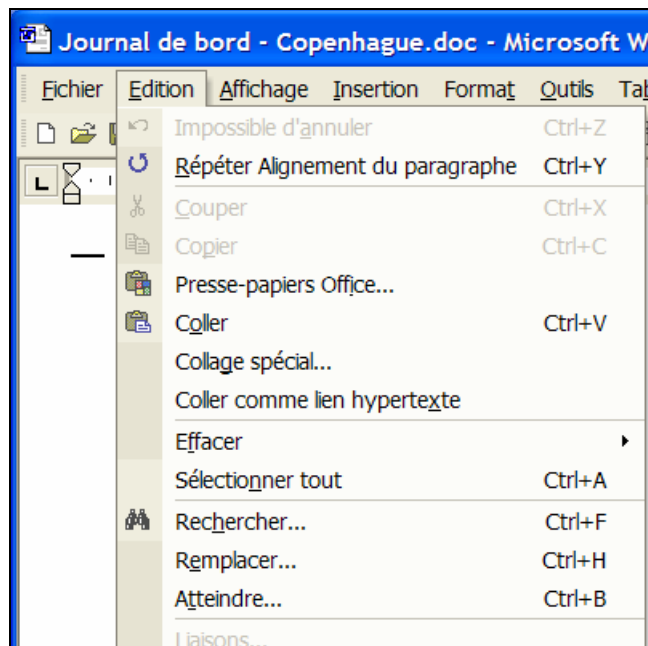 Journal de bord - Copenhague.doc - Microsoft W
Fichier Edition Affichage Insertion Format Outils Tab
Impossible d'annuler Ctrl+Z
Répéter Alignement du paragraphe Ctrl+Y
Couper Ctrl+X
Copier Ctrl+C
Presse-papiers Office...
Coller Ctrl+V
Collage spécial...
Coller comme lien hypertexte
Effacer
Sélectionner tout Ctrl+A
Rechercher... Ctrl+F
Remplacer... Ctrl+H
Atteindre... Ctrl+B
Liaisons...